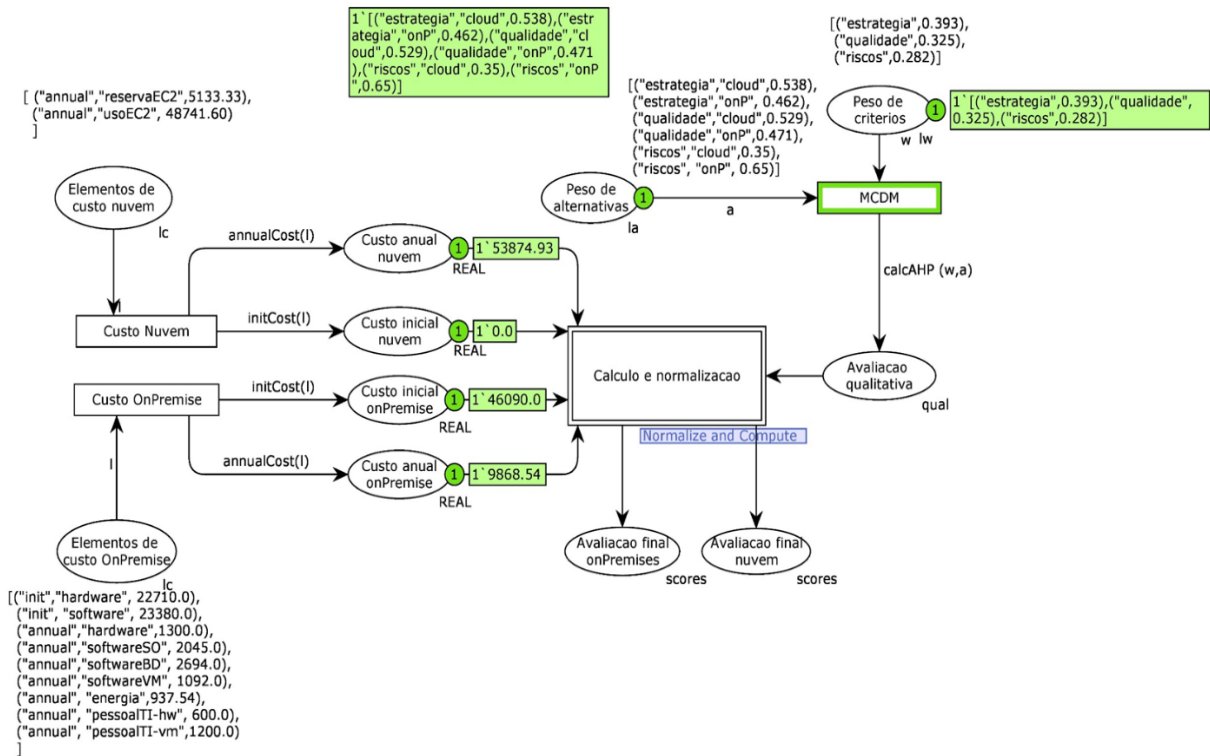 1`[("estrategia","cloud",0.538),("estr
ategia","onP",0.462),("qualidade","cl
oud",0.529),("qualidade","onP",0.471
),("riscos","cloud",0.35),("riscos","onP
",0.65)]
[("estrategia",0.393),
("qualidade",0.325),
("riscos",0.282)]
[ ("annual","reservaEC2",5133.33),
("annual","usoEC2", 48741.60)
]
[("estrategia","cloud",0.538),
("estrategia","onP", 0.462),
("qualidade","cloud",0.529),
("qualidade","onP",0.471),
("riscos","cloud",0.35),
("riscos", "onP", 0.65)]
Peso de
criterios
1
1`[("estrategia",0.393),("qualidade",
0.325),("riscos",0.282)]
w
lw
Elementos de
custo nuvem
lc
Peso de
alternativas
1
la
a
MCDM
annualCost(l)
Custo anual
nuvem
1
1`53874.93
REAL
calcAHP (w,a)
l
Custo Nuvem
initCost(l)
Custo inicial
nuvem
1
1`0.0
REAL
Calculo e normalizacao
Avaliacao
qualitativa
qual
Custo OnPremise
initCost(l)
Custo inicial
onPremise
1
1`46090.0
REAL
Normalize and Compute
l
annualCost(l)
Custo anual
onPremise
1
1`9868.54
REAL
Elementos de
custo OnPremise
lc
Avaliacao final
onPremises
scores
Avaliacao final
nuvem
scores
[("init","hardware", 22710.0),
("init", "software", 23380.0),
("annual","hardware",1300.0),
("annual","softwareSO", 2045.0),
("annual","softwareBD", 2694.0),
("annual","softwareVM", 1092.0),
("annual", "energia",937.54),
("annual", "pessoalTI-hw", 600.0),
("annual", "pessoalTI-vm",1200.0)
]